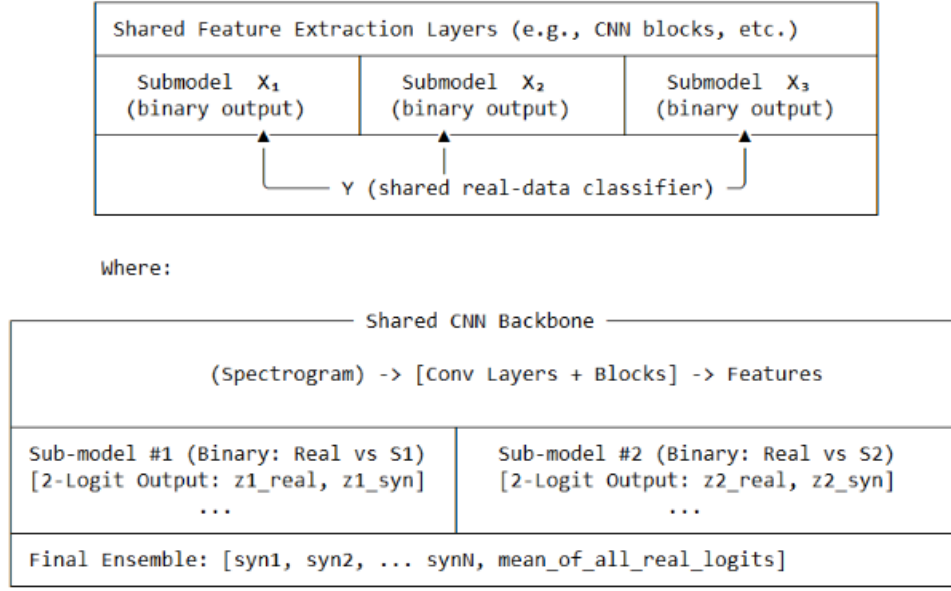 Shared Feature Extraction Layers (e.g., CNN blocks, etc.)
Submodel X₁ Submodel X₂ Submodel X₃
(binary output) (binary output) (binary output)
Y (shared real-data classifier)
Where:
Shared CNN Backbone
(Spectrogram) -> [Conv Layers + Blocks] -> Features
Sub-model #1 (Binary: Real vs S1) Sub-model #2 (Binary: Real vs S2)
[2-Logit Output: z1_real, z1_syn] [2-Logit Output: z2_real, z2_syn]
... ...
Final Ensemble: [syn1, syn2, ... synN, mean_of_all_real_logits]